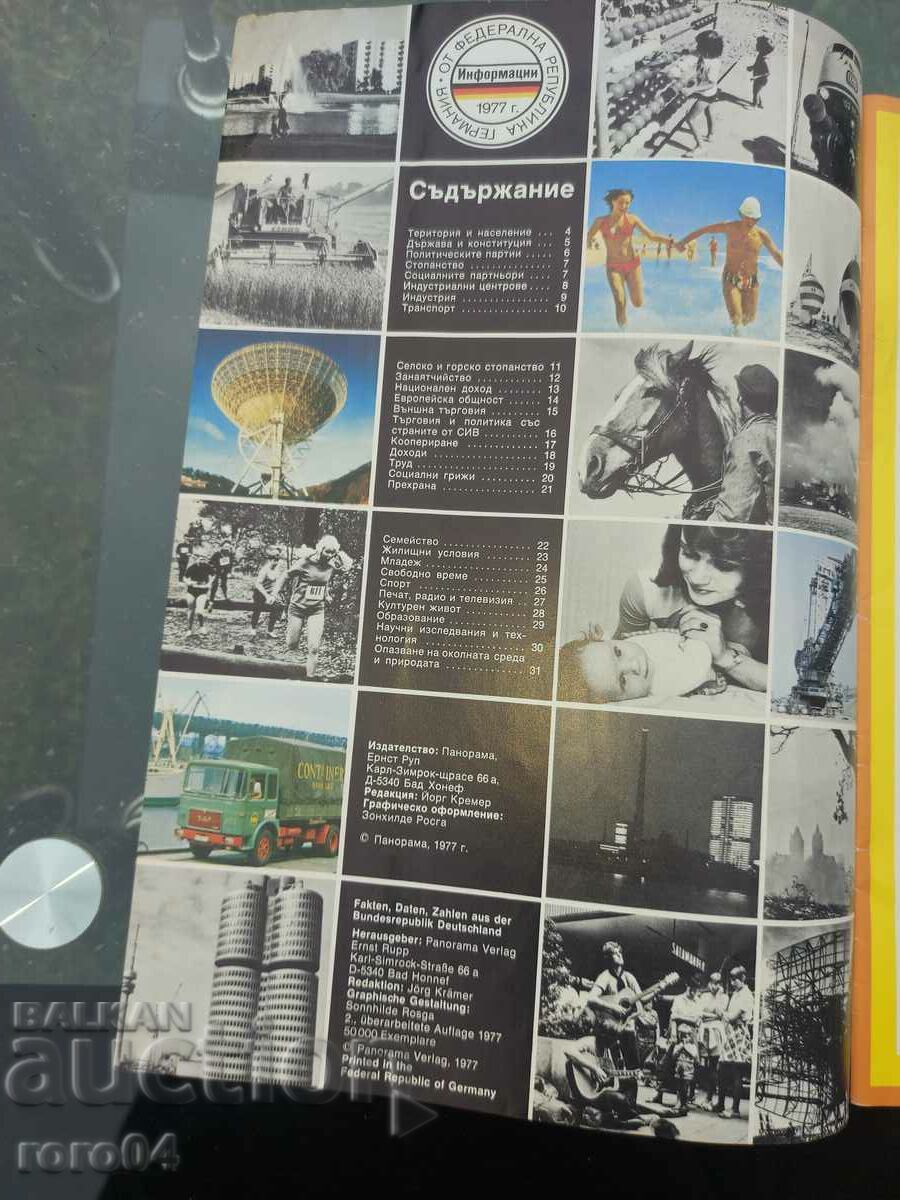 ОТ ФЕДЕРАЛНА РЕПУБЛИКА ГЕРМАНИЯ
Информации
1977 г.
Съдържание
Територия и население ... 4
Държава и конституция ... 5
Политическите партии ..... 6
Стопанство ............... 7
Социалните партньори ... 7
Индустриални центрове .. 8
Индустрия ............... 9
Транспорт ............... 10
Селско и горско стопанство 11
Занаятчийство ............ 12
Национален доход ........ 13
Европейска общност ...... 14
Външна търговия ......... 15
Търговия и политика със
страните от СИВ .......... 16
Коопериране ............. 17
Доходи .................. 18
Труд .................... 19
Социални грижи .......... 20
Прехрана ................ 21
Семейство ............... 22
Жилищни условия ........ 23
Младеж .................. 24
Свободно време .......... 25
Спорт ................... 26
Печат, радио и телевизия .. 27
Културен живот .......... 28
Образование ............. 29
Научни изследвания и тех-
нология ................. 30
Опазване на околната среда
и природата ............. 31
CONTAINER
Издателство: Панорама,
Ернст Руп
Карл-Зимрок-щрасе 66 а,
Д-5340 Бад Хонеф
Редакция: Йорг Кремер
Графическо оформление:
Зонхилде Росга
© Панорама, 1977 г.
Fakten, Daten, Zahlen aus der
Bundesrepublik Deutschland
Herausgeber: Panorama Verlag
Ernst Rupp
Karl-Simrock-Straße 66 a
D-5340 Bad Honnef
Redaktion: Jörg Krämer
Graphische Gestaltung:
Sonnhilde Rosga
2., überarbeitete Auflage 1977
50 000 Exemplare
© Panorama Verlag, 1977
Printed in the
Federal Republic of Germany
BALKAN
auction
roro04